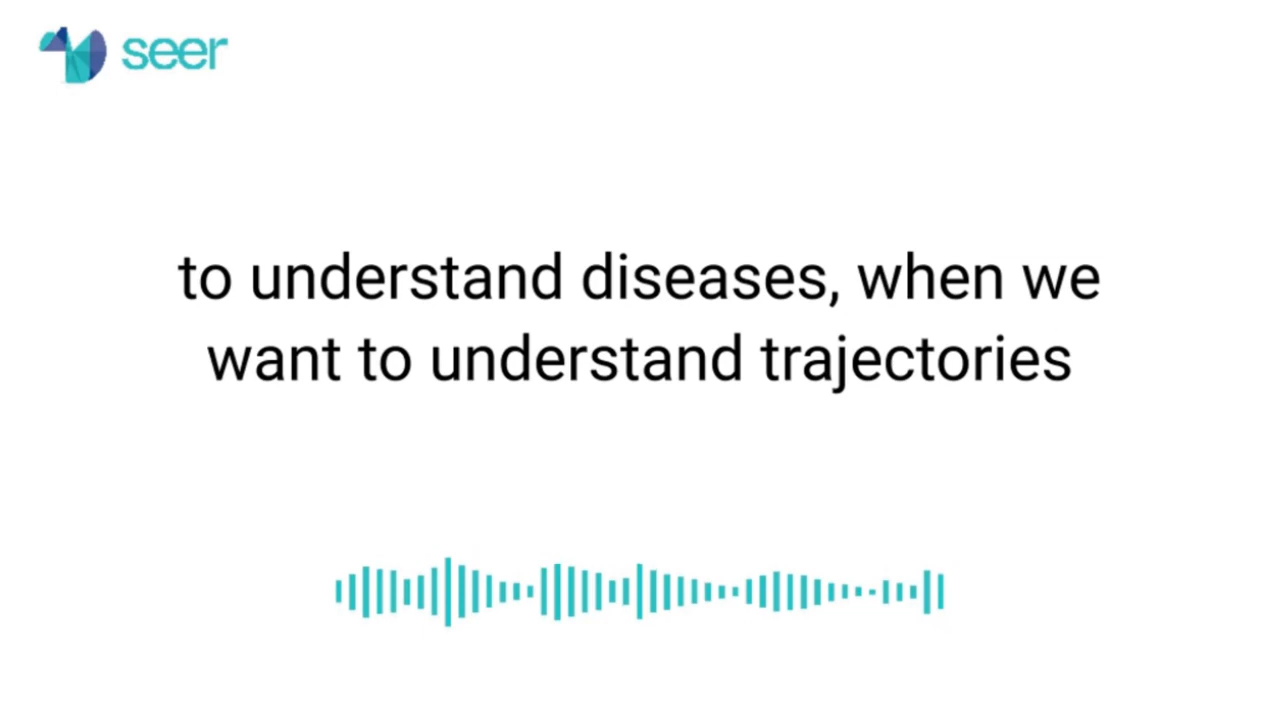 seer
to understand diseases, when we
want to understand trajectories